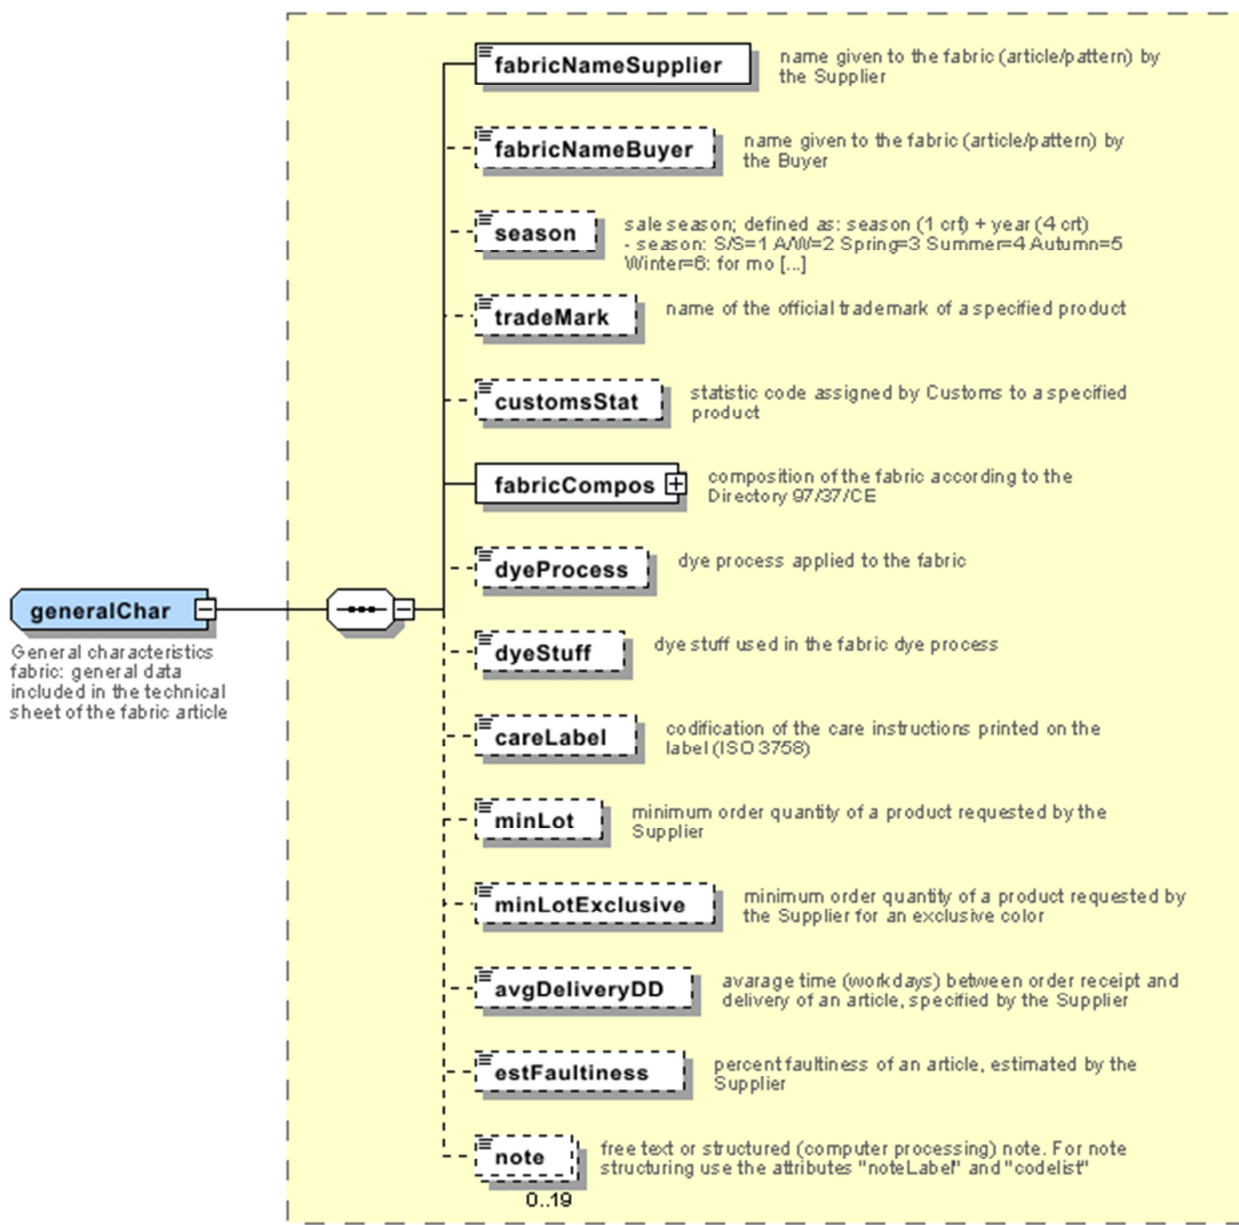 fabricNameSupplier
name given to the fabric (article/pattern) by
the Supplier
fabricNameBuyer
name given to the fabric (article/pattern) by
the Buyer
season
sale season; defined as: season (1 crt) + year (4 crt)
- season: S/S=1 A/W=2 Spring=3 Summer=4 Autumn=5
Winter=6: for mo [...]
tradeMark
name of the official trademark of a specified product
customsStat
statistic code assigned by Customs to a specified
product
fabricCompos
composition of the fabric according to the
Directory 97/37/CE
dyeProcess
dye process applied to the fabric
generalChar
General characteristics
fabric: general data
included in the technical
sheet of the fabric article
dyeStuff
dye stuff used in the fabric dye process
careLabel
codification of the care instructions printed on the
label (ISO 3758)
minLot
minimum order quantity of a product requested by the
Supplier
minLotExclusive
minimum order quantity of a product requested by
the Supplier for an exclusive color
avgDeliveryDD
avarage time (workdays) between order receipt and
delivery of an article, specified by the Supplier
estFaultiness
percent faultiness of an article, estimated by the
Supplier
note
free text or structured (computer processing) note. For note
structuring use the attributes "noteLabel" and "codelist"
0..19